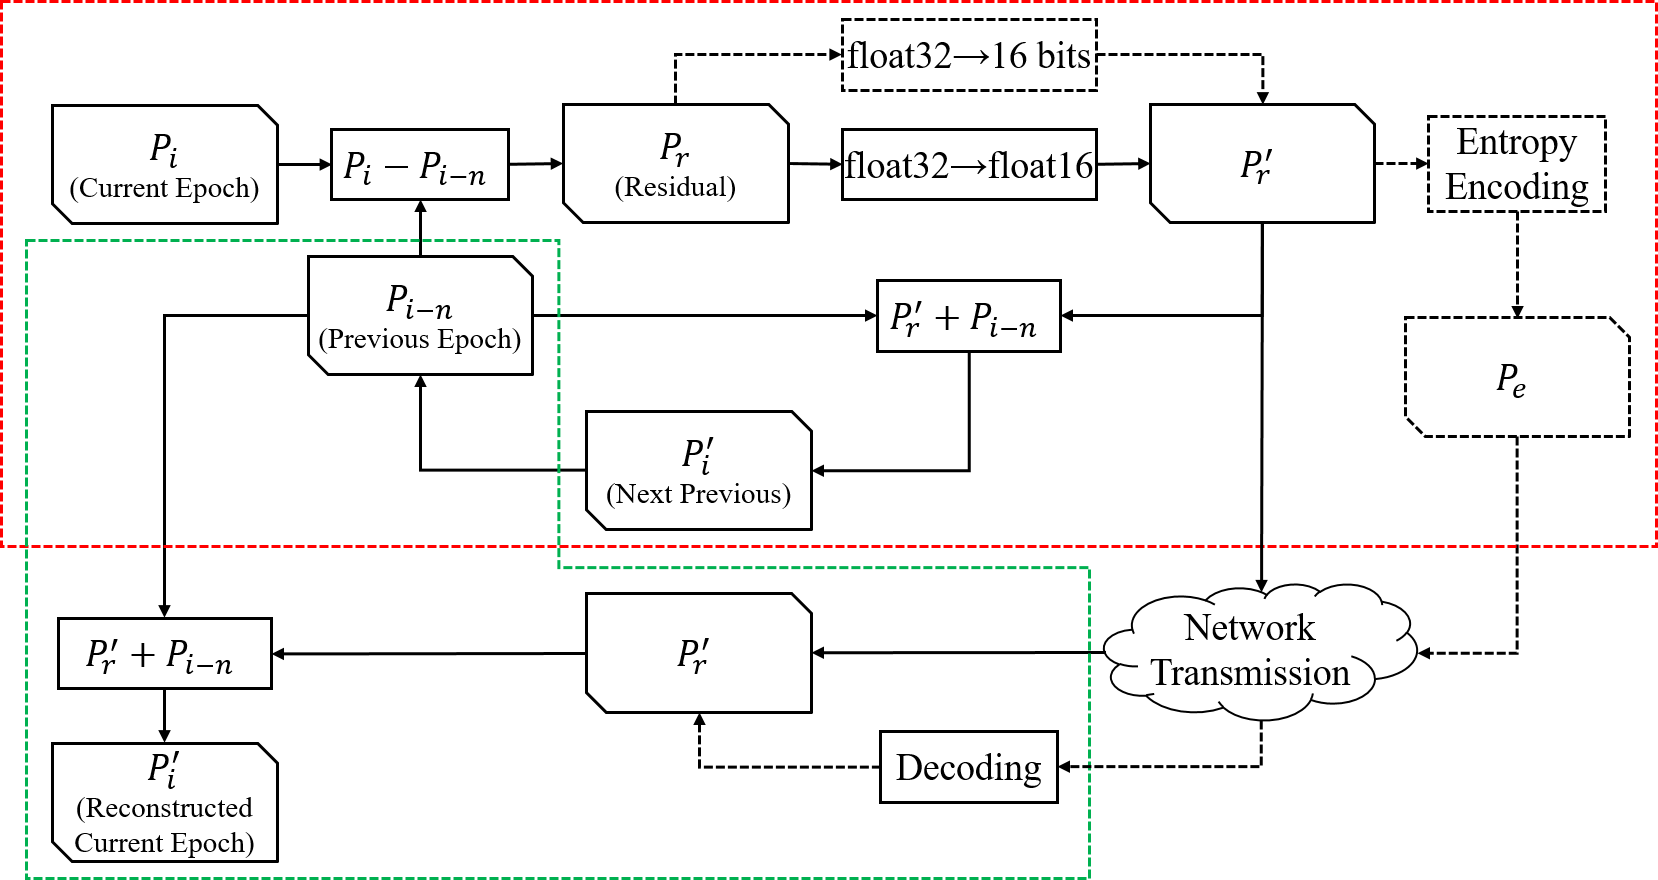 float32→16 bits
P_i
(Current Epoch)
P_i − P_{i−n}
P_r
(Residual)
float32→float16
P_r′
Entropy
Encoding
P_{i−n}
(Previous Epoch)
P_r′ + P_{i−n}
P_e
P_i′
(Next Previous)
P_r′ + P_{i−n}
P_r′
Network
Transmission
Decoding
P_i′
(Reconstructed
Current Epoch)